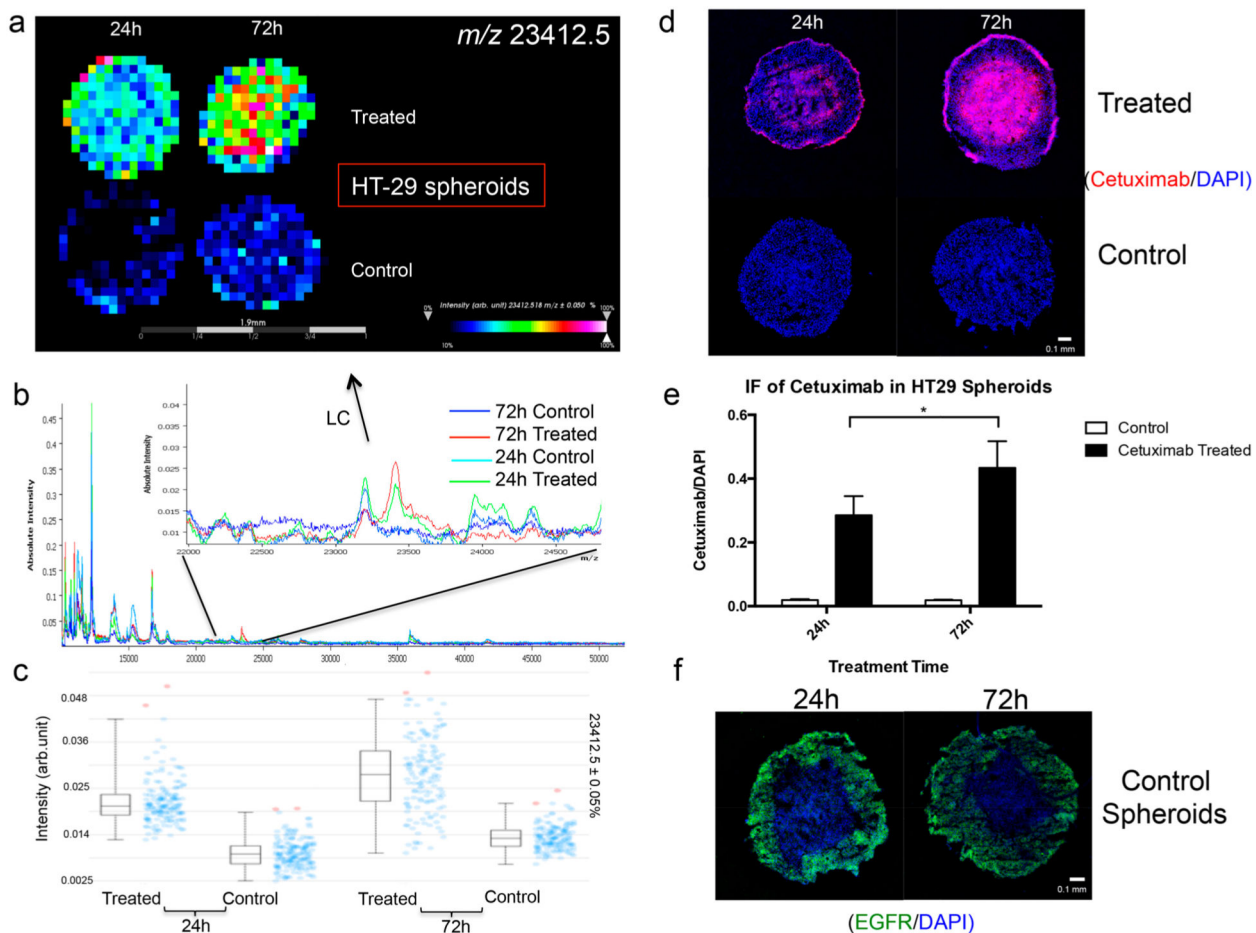 a
24h
72h
m/z 23412.5
Treated
HT-29 spheroids
Control
1.9mm
0
1/4
1/2
3/4
1
0%
Intensity (arb. unit) 23412.516 m/z ± 0.050 %
100%
10%
100%
b
LC
72h Control
72h Treated
24h Control
24h Treated
Absolute Intensity
0.04
0.035
0.03
0.025
0.02
0.015
0.01
22000
22500
23000
23500
24000
24500
m/z
Absolute Intensity
0.45
0.4
0.35
0.3
0.25
0.2
0.15
0.1
0.05
15000
20000
25000
30000
35000
40000
45000
50000
c
Intensity (arb.unit)
0.048
0.036
0.025
0.014
0.0025
23412.5 ± 0.05%
Treated
Control
Treated
Control
24h
72h
d
24h
72h
Treated
(Cetuximab/DAPI)
Control
0.1 mm
e
IF of Cetuximab in HT29 Spheroids
Cetuximab/DAPI
0.6
0.4
0.2
0.0
*
Control
Cetuximab Treated
24h
72h
Treatment Time
f
24h
72h
Control
Spheroids
0.1 mm
(EGFR/DAPI)